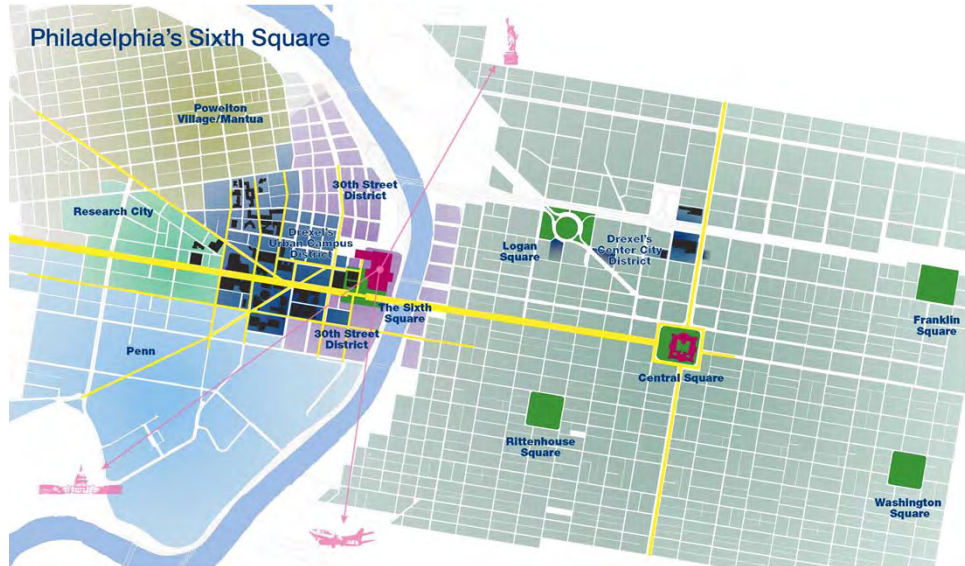 Philadelphia's Sixth Square
Powelton
Village/Mantua
30th Street
District
Research City
Drexel's
Urban Campus
District
Logan
Square
Drexel's
Center City
District
The Sixth
Square
Franklin
Square
30th Street
District
Penn
Central Square
Rittenhouse
Square
Washington
Square